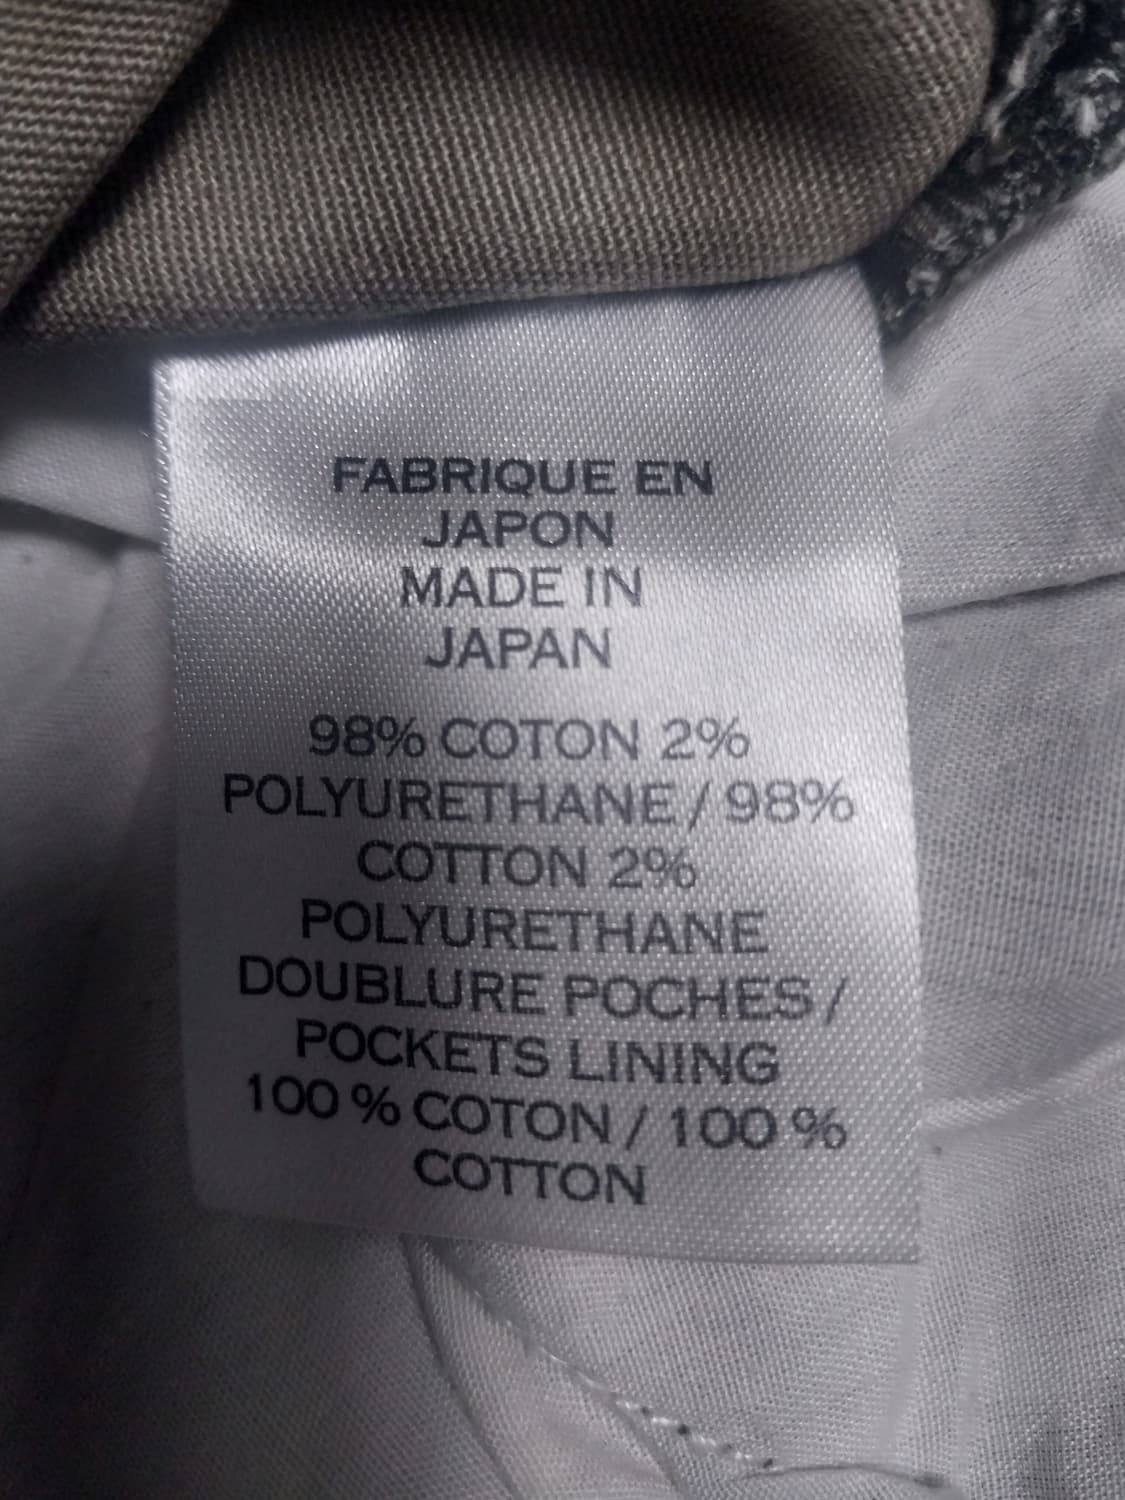 FABRIQUE EN
JAPON
MADE IN
JAPAN
98% COTON 2%
POLYURETHANE / 98%
COTTON 2%
POLYURETHANE
DOUBLURE POCHES /
POCKETS LINING
100 % COTON / 100 %
COTTON